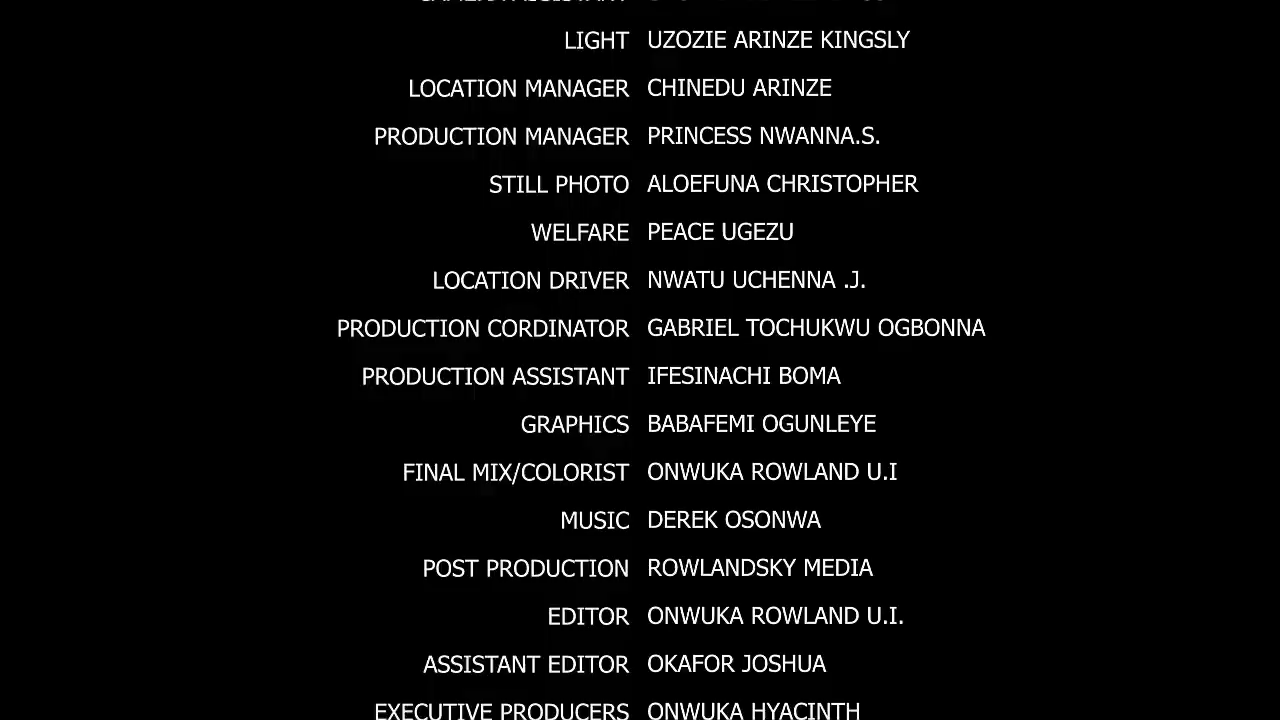 LIGHT UZOZIE ARINZE KINGSLY
LOCATION MANAGER CHINEDU ARINZE
PRODUCTION MANAGER PRINCESS NWANNA.S.
STILL PHOTO ALOEFUNA CHRISTOPHER
WELFARE PEACE UGEZU
LOCATION DRIVER NWATU UCHENNA .J.
PRODUCTION CORDINATOR GABRIEL TOCHUKWU OGBONNA
PRODUCTION ASSISTANT IFESINACHI BOMA
GRAPHICS BABAFEMI OGUNLEYE
FINAL MIX/COLORIST ONWUKA ROWLAND U.I
MUSIC DEREK OSONWA
POST PRODUCTION ROWLANDSKY MEDIA
EDITOR ONWUKA ROWLAND U.I.
ASSISTANT EDITOR OKAFOR JOSHUA
EXECUTIVE PRODUCERS ONWUKA HYACINTH